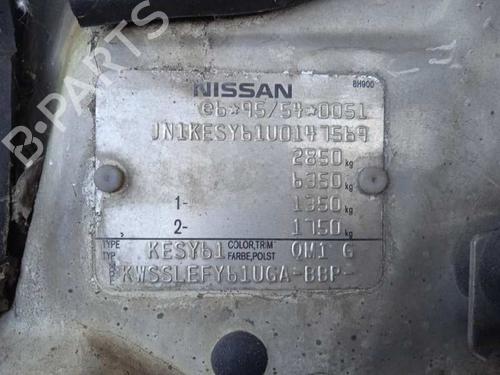 NISSAN
8H900
e6*95/54*0051
JN1KESY61U0147569
2850 kg
6350 kg
1- 1350 kg
2- 1750 kg
TYPE KESY61 COLOR,TRIM QM1 G
TYP FARBE,POLST
KWSSLEFY61UGA-BBP-
B-PARTS